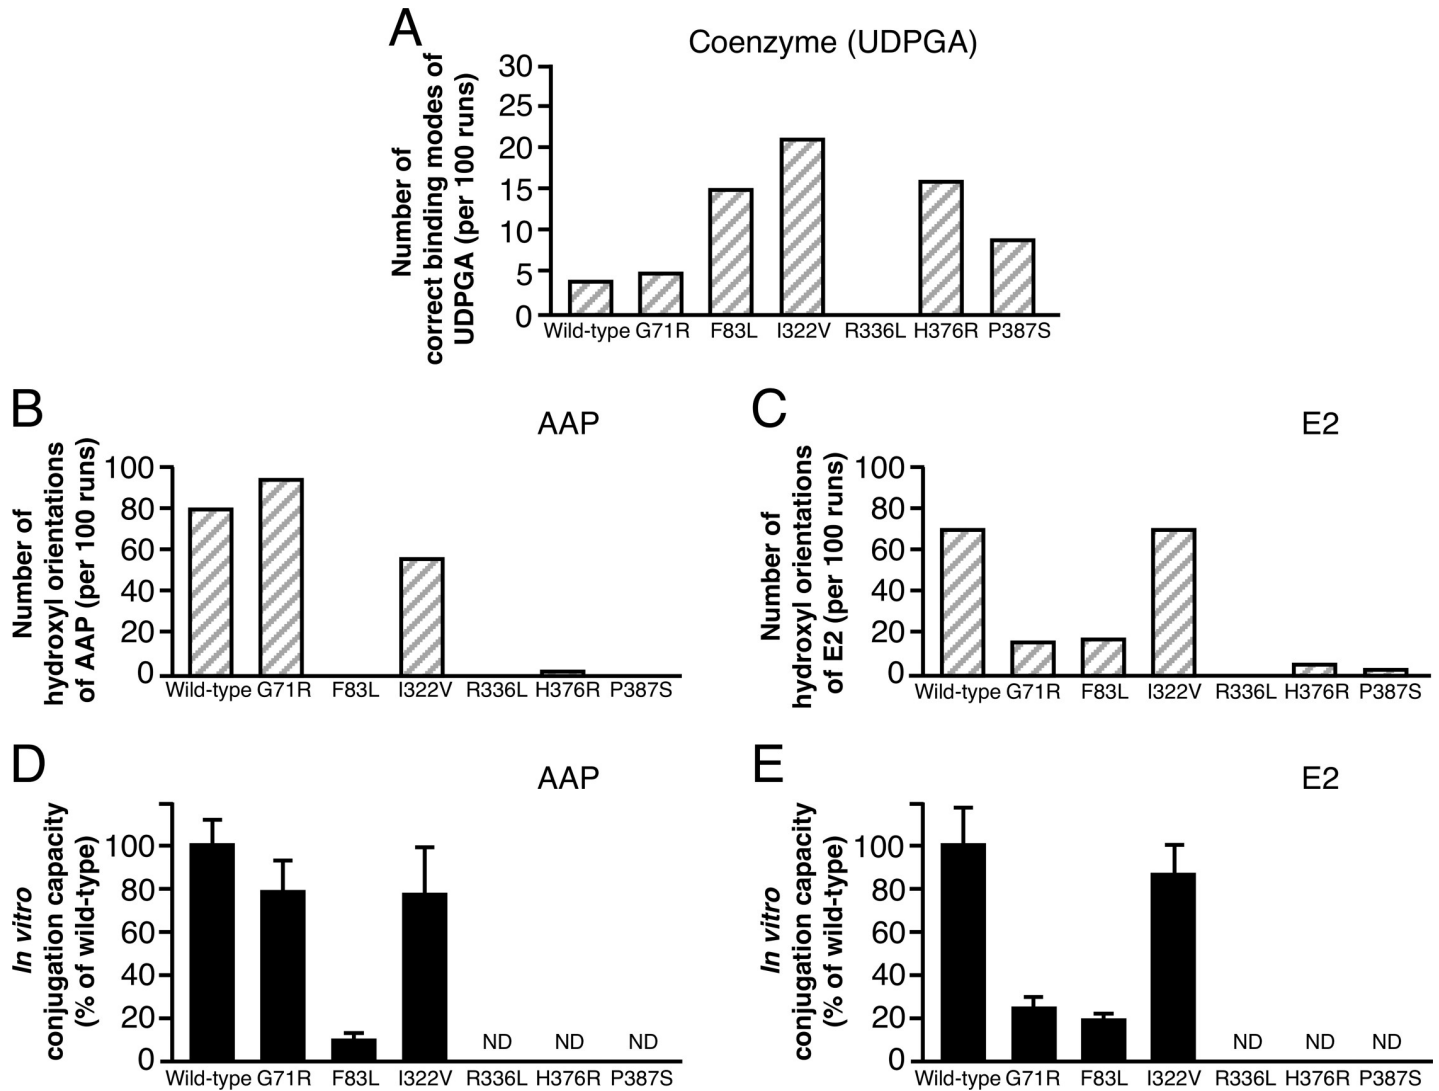 A
Coenzyme (UDPGA)
Number of
correct binding modes of
UDPGA (per 100 runs)
30
25
20
15
10
5
0
Wild-type G71R F83L I322V R336L H376R P387S
B
AAP
Number of
hydroxyl orientations
of AAP (per 100 runs)
100
80
60
40
20
0
Wild-type G71R F83L I322V R336L H376R P387S
C
E2
Number of
hydroxyl orientations
of E2 (per 100 runs)
100
80
60
40
20
0
Wild-type G71R F83L I322V R336L H376R P387S
D
AAP
In vitro
conjugation capacity
(% of wild-type)
100
80
60
40
20
0
ND ND ND
Wild-type G71R F83L I322V R336L H376R P387S
E
E2
In vitro
conjugation capacity
(% of wild-type)
100
80
60
40
20
0
ND ND ND
Wild-type G71R F83L I322V R336L H376R P387S